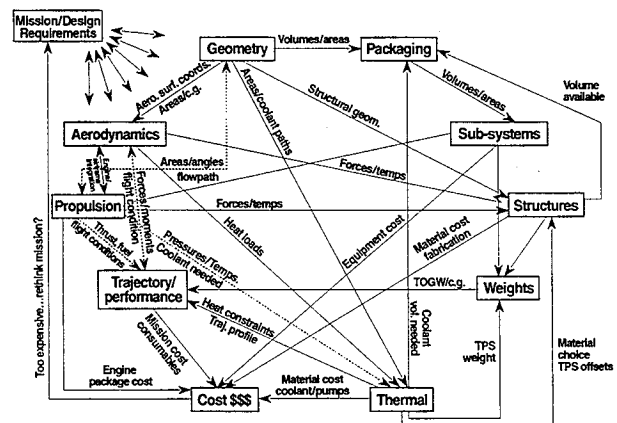 Mission/Design
Requirements
Geometry
Volumes/areas
Packaging
Aero. surf, coords.
Areas/c.g.
Areas/coolant paths
Structural geom.
Volumes/areas
Volume
available
Aerodynamics
Sub-systems
Areas/angles
flowpath
Forces/temps
Propulsion
Forces/temps
Structures
Forces/moments
flight condition
Thrust, fuel
flight conditions
Pressures/Temps.
Coolant needed
Heat loads
Equipment cost
Material cost
fabrication
Trajectory/
performance
TOGW/c.g.
Weights
Heat constraints
Traj. profile
Coolant
vol. needed
Mission cost
consumables
TPS
weight
Material
choice
TPS offsets
Too expensive...rethink mission?
Engine
package cost
Cost $$$
Material cost
coolant/pumps
Thermal